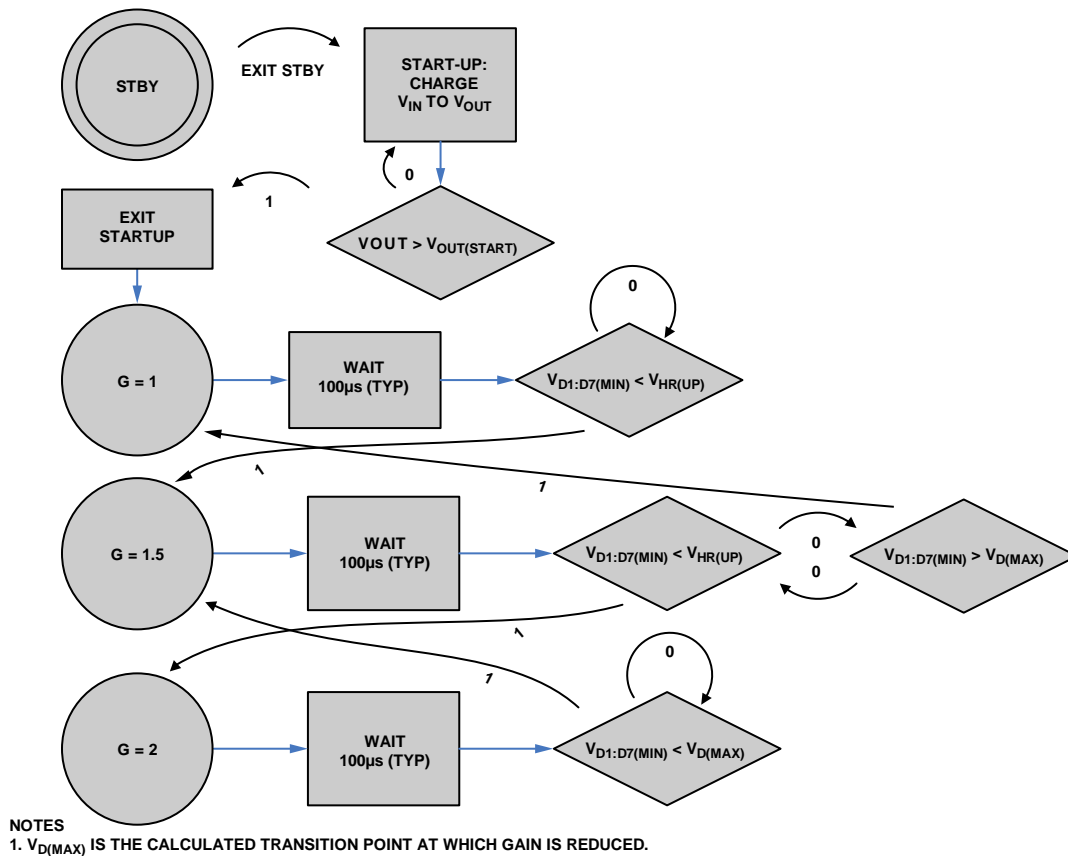 STBY
EXIT STBY
START-UP:
CHARGE
VIN TO VOUT
0
1
EXIT
STARTUP
VOUT > VOUT(START)
0
G = 1
WAIT
100µs (TYP)
VD1:D7(MIN) < VHR(UP)
1
1
G = 1.5
WAIT
100µs (TYP)
VD1:D7(MIN) < VHR(UP)
0
0
VD1:D7(MIN) > VD(MAX)
1
0
1
G = 2
WAIT
100µs (TYP)
VD1:D7(MIN) < VD(MAX)
NOTES
1. VD(MAX) IS THE CALCULATED TRANSITION POINT AT WHICH GAIN IS REDUCED.